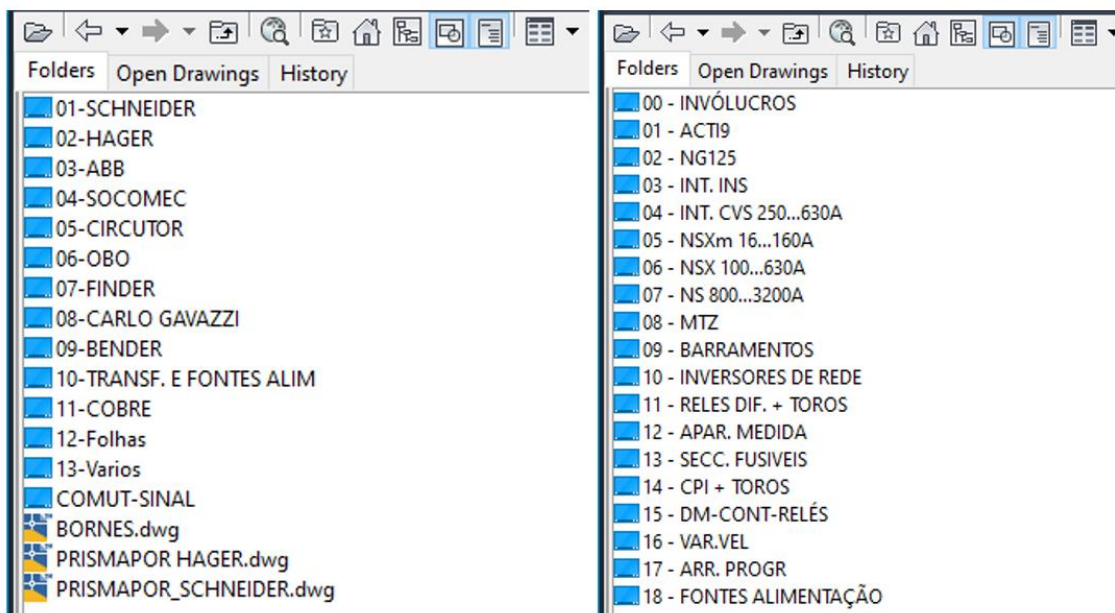 Folders Open Drawings History
01-SCHNEIDER
02-HAGER
03-ABB
04-SOCOMEC
05-CIRCUTOR
06-OBO
07-FINDER
08-CARLO GAVAZZI
09-BENDER
10-TRANSF. E FONTES ALIM
11-COBRE
12-Folhas
13-Varios
COMUT-SINAL
BORNES.dwg
PRISMAPOR HAGER.dwg
PRISMAPOR_SCHNEIDER.dwg
Folders Open Drawings History
00 - INVÓLUCROS
01 - ACTI9
02 - NG125
03 - INT. INS
04 - INT. CVS 250...630A
05 - NSXm 16...160A
06 - NSX 100...630A
07 - NS 800...3200A
08 - MTZ
09 - BARRAMENTOS
10 - INVERSORES DE REDE
11 - RELES DIF. + TOROS
12 - APAR. MEDIDA
13 - SECC. FUSIVEIS
14 - CPI + TOROS
15 - DM-CONT-RELÉS
16 - VAR.VEL
17 - ARR. PROGR
18 - FONTES ALIMENTAÇÃO